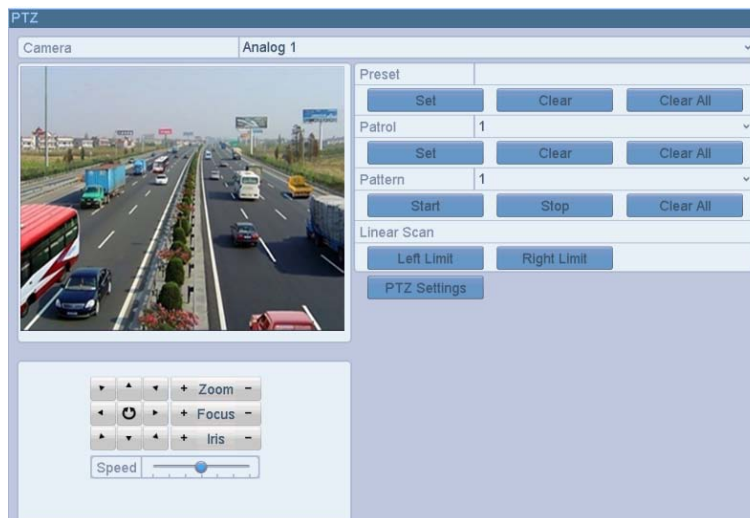 PTZ
Camera Analog 1
Preset
Set Clear Clear All
Patrol 1
Set Clear Clear All
Pattern 1
Start Stop Clear All
Linear Scan
Left Limit Right Limit
PTZ Settings
+ Zoom -
+ Focus -
+ Iris -
Speed